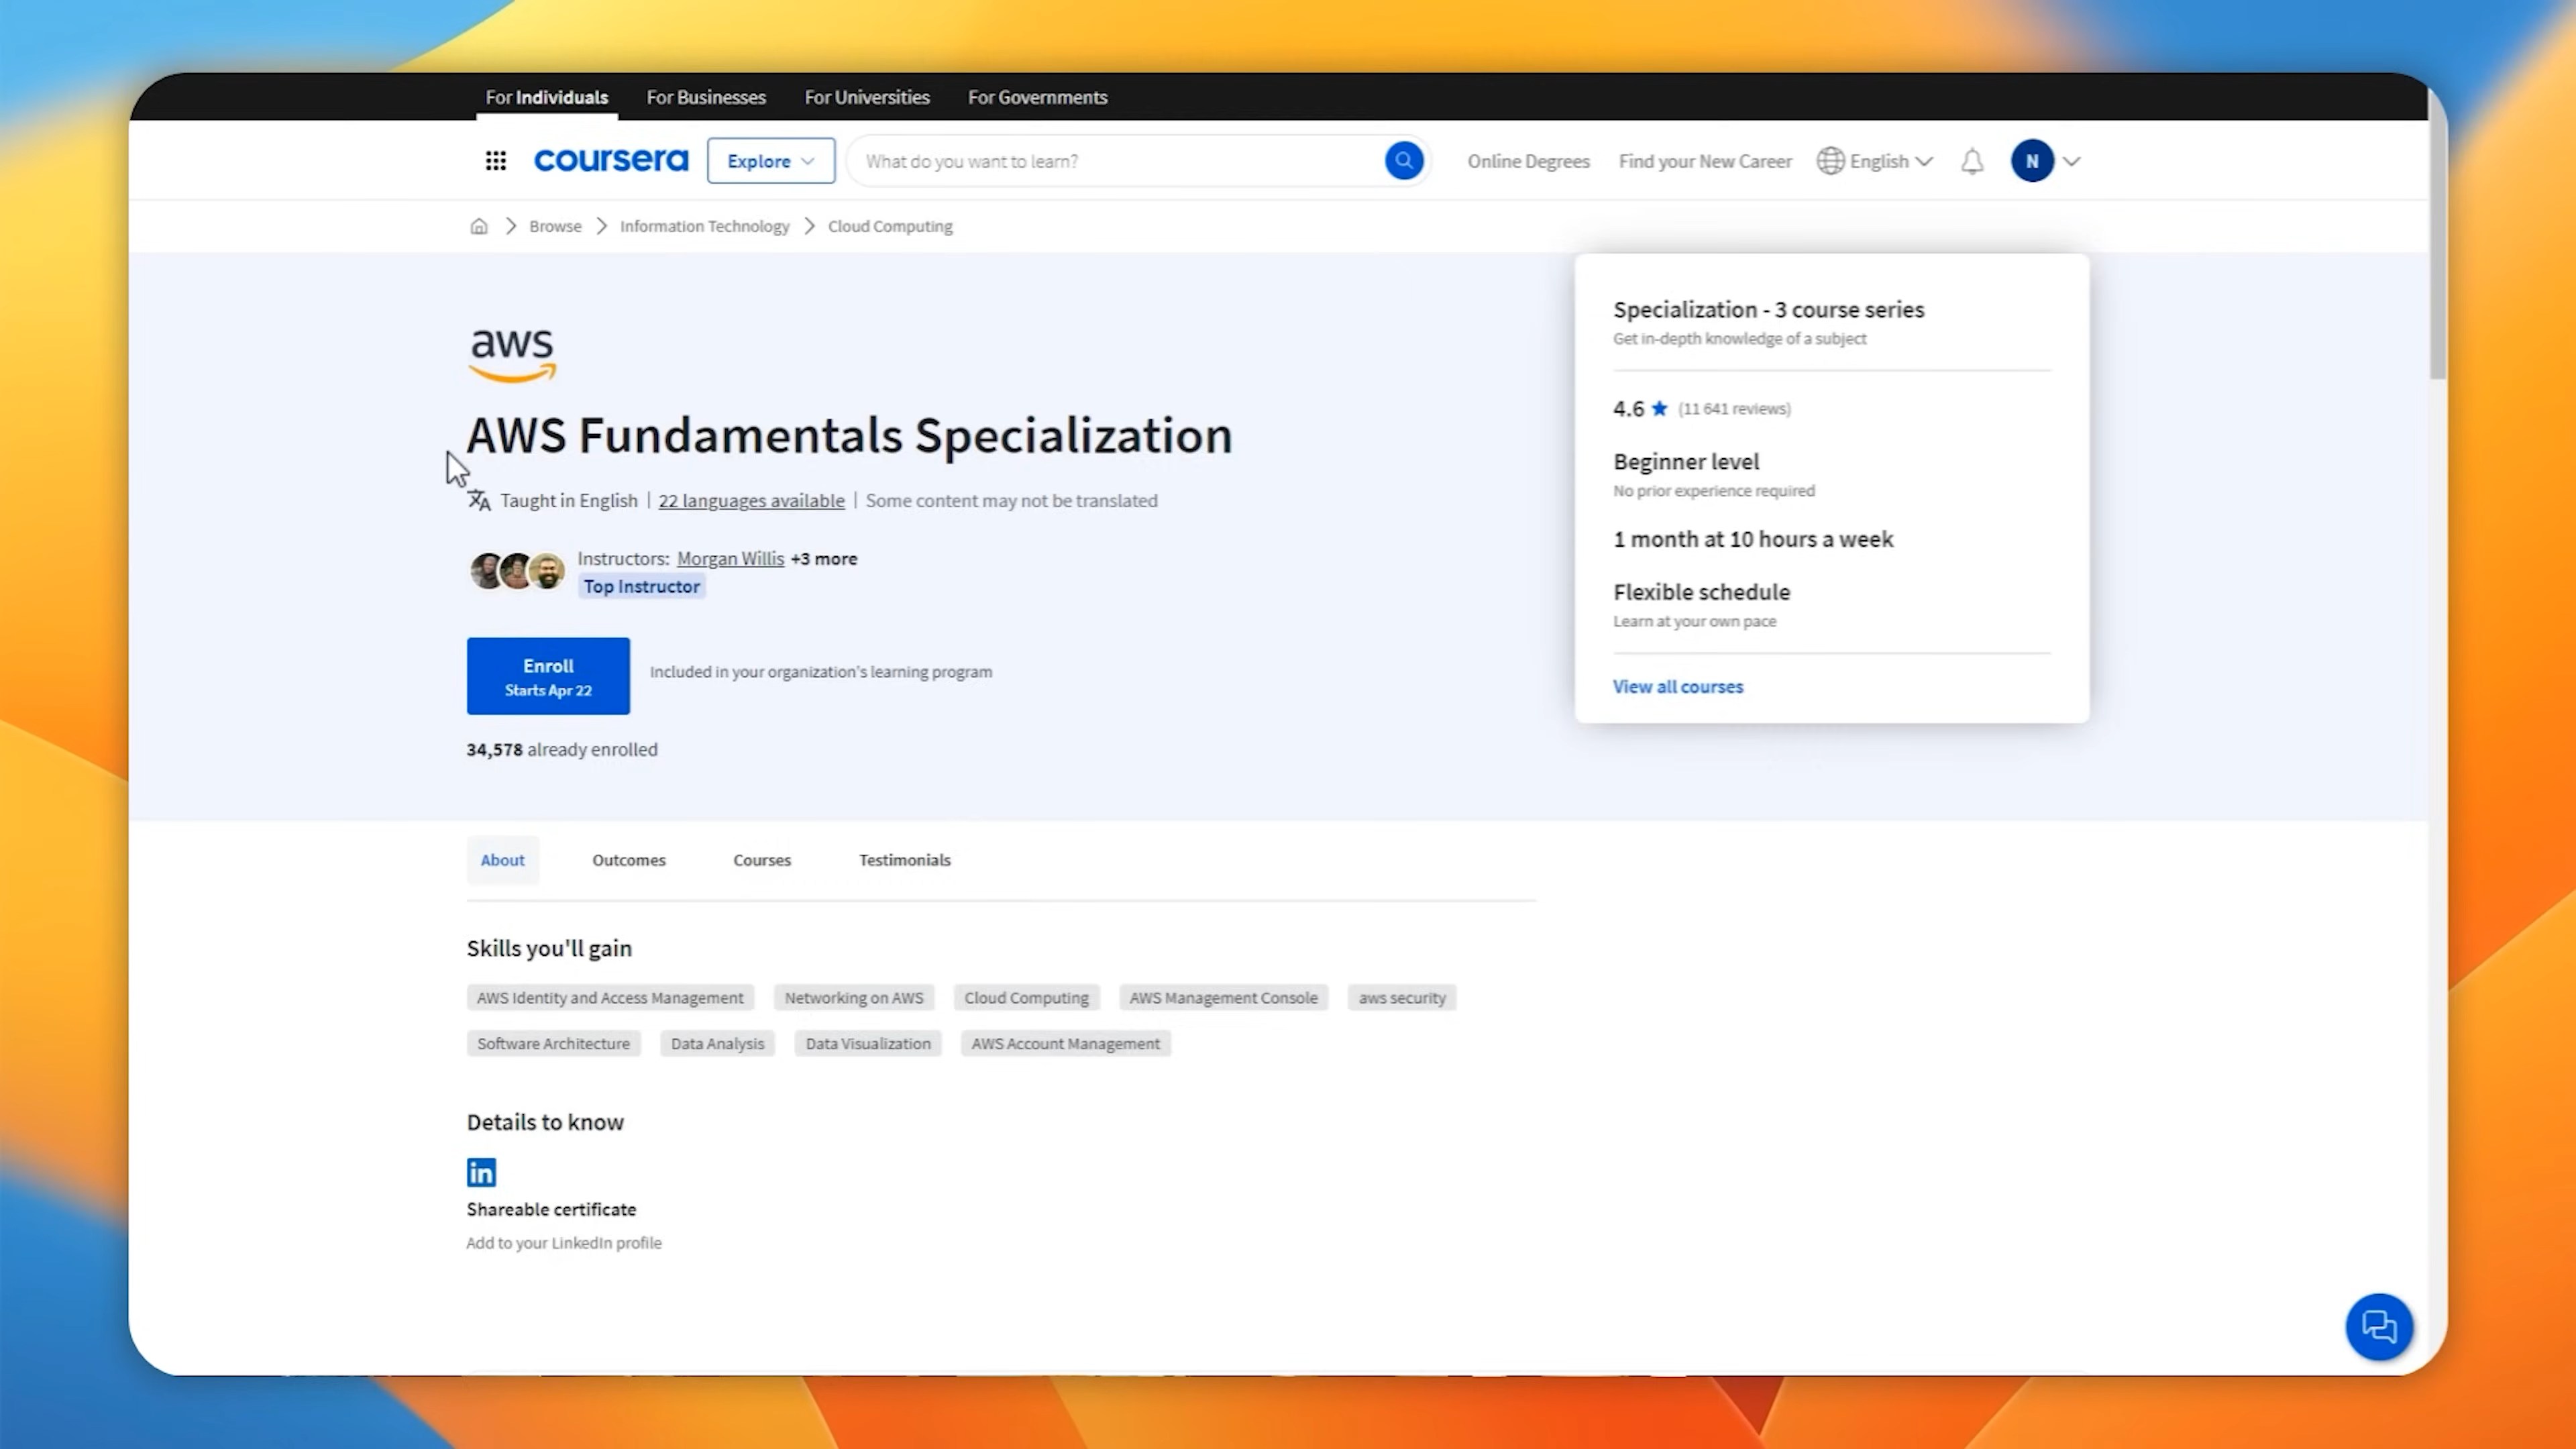 For Individuals For Businesses For Universities For Governments
coursera Explore What do you want to learn? Online Degrees Find your New Career English N
Browse Information Technology Cloud Computing
aws
AWS Fundamentals Specialization
Taught in English | 22 languages available | Some content may not be translated
Instructors: Morgan Willis +3 more
Top Instructor
Enroll
Starts Apr 22
Included in your organization's learning program
34,578 already enrolled
Specialization - 3 course series
Get in-depth knowledge of a subject
4.6 ★ (11 641 reviews)
Beginner level
No prior experience required
1 month at 10 hours a week
Flexible schedule
Learn at your own pace
View all courses
About Outcomes Courses Testimonials
Skills you'll gain
AWS Identity and Access Management Networking on AWS Cloud Computing AWS Management Console aws security
Software Architecture Data Analysis Data Visualization AWS Account Management
Details to know
in
Shareable certificate
Add to your LinkedIn profile